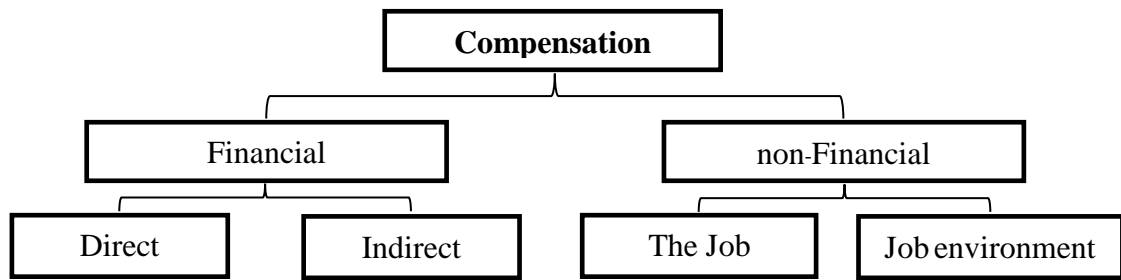 Compensation
Financial
non-Financial
Direct
Indirect
The Job
Job environment